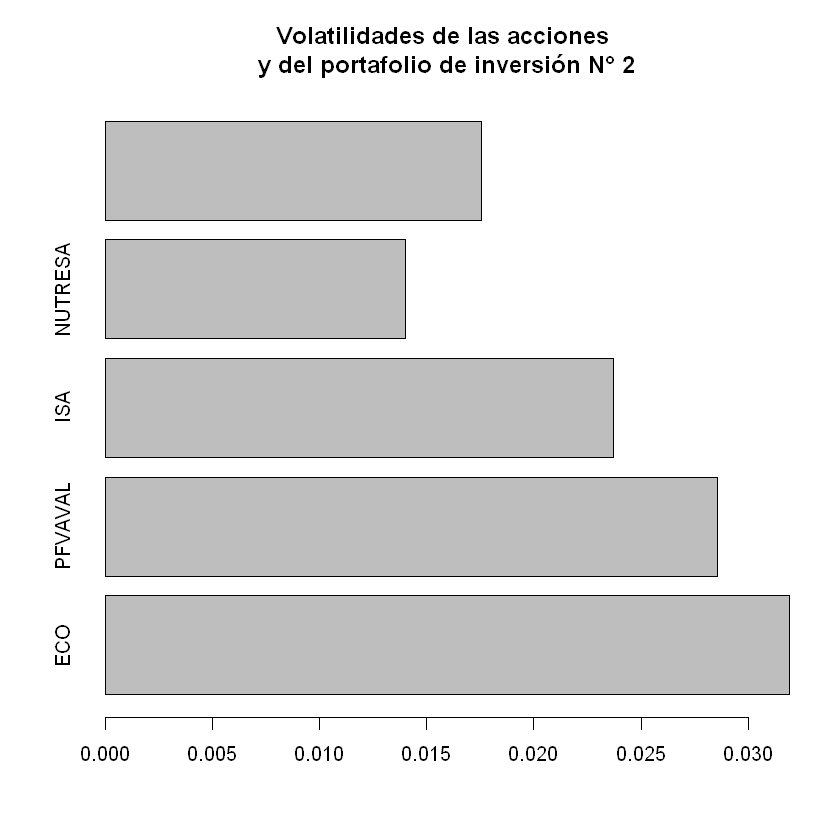 Volatilidades de las acciones
y del portafolio de inversión N° 2
NUTRESA
ISA
PFVAVAL
ECO
0.000 0.005 0.010 0.015 0.020 0.025 0.030